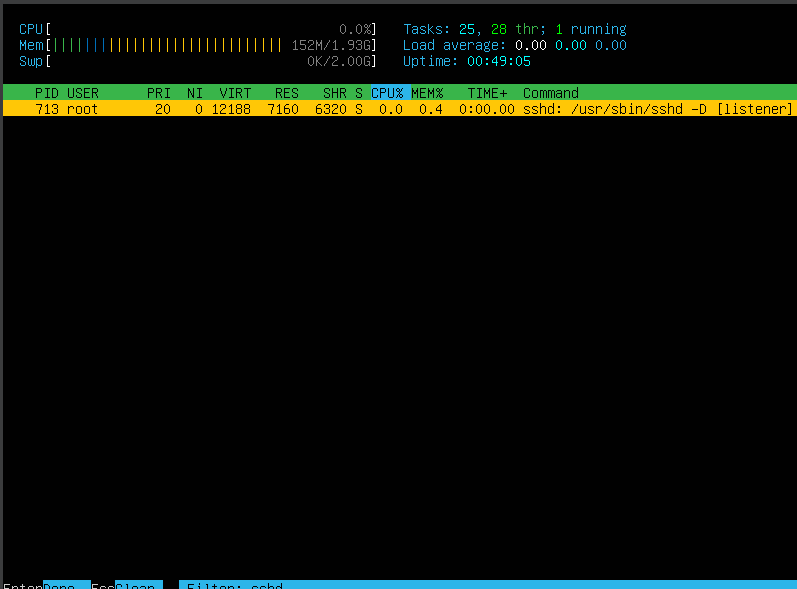 CPU[ 0.0%] Tasks: 25, 28 thr; 1 running
Mem[||||||||||||||||||||||||||||| 152M/1.93G] Load average: 0.00 0.00 0.00
Swp[ 0K/2.00G] Uptime: 00:49:05
PID USER PRI NI VIRT RES SHR S CPU% MEM% TIME+ Command
713 root 20 0 12188 7160 6320 S 0.0 0.4 0:00.00 sshd: /usr/sbin/sshd -D [listener]
EnterDone EscClear Filter: sshd